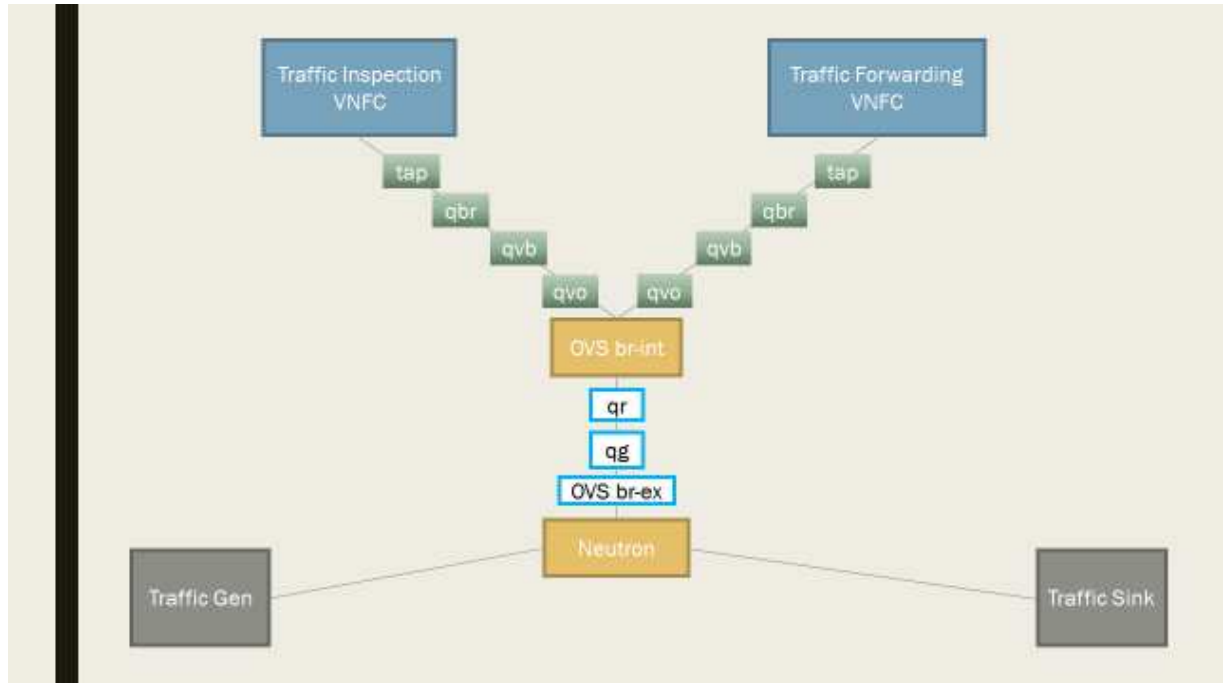 Traffic Inspection
VNFC
Traffic Forwarding
VNFC
tap
tap
qbr
qbr
qvb
qvb
qvo
qvo
OVS br-int
qr
qg
OVS br-ex
Neutron
Traffic Gen
Traffic Sink